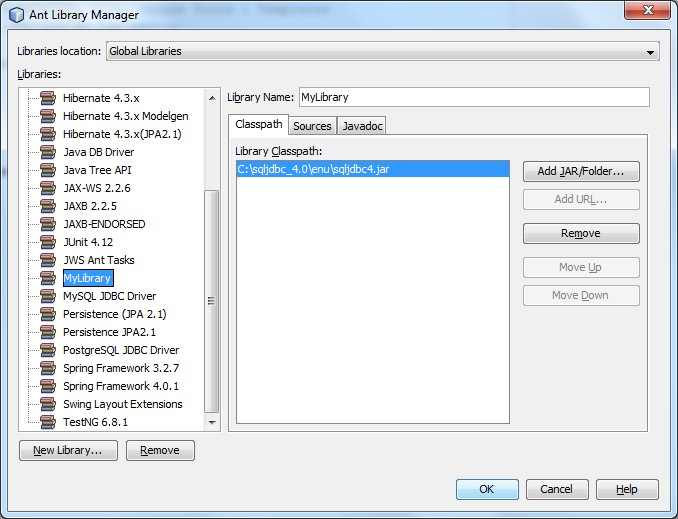 Ant Library Manager
Libraries location: Global Libraries
Libraries:
Hibernate 4.3.x
Hibernate 4.3.x Modelgen
Hibernate 4.3.x(JPA2.1)
Java DB Driver
Java Tree API
JAX-WS 2.2.6
JAXB 2.2.5
JAXB-ENDORSED
JUnit 4.12
JWS Ant Tasks
MyLibrary
MySQL JDBC Driver
Persistence (JPA 2.1)
Persistence JPA2.1
PostgreSQL JDBC Driver
Spring Framework 3.2.7
Spring Framework 4.0.1
Swing Layout Extensions
TestNG 6.8.1
New Library... Remove
Library Name: MyLibrary
Classpath Sources Javadoc
Library Classpath:
C:\sqljdbc_4.0\enu\sqljdbc4.jar
Add JAR/Folder...
Add URL...
Remove
Move Up
Move Down
OK Cancel Help